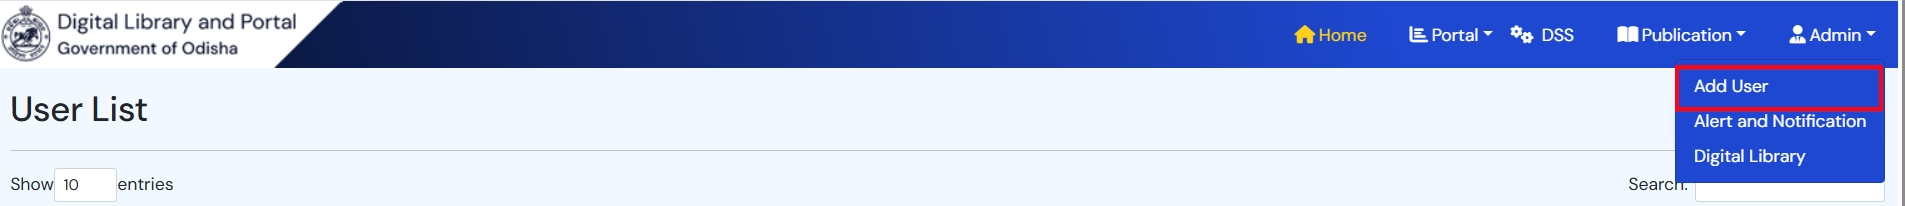 Digital Library and Portal
Government of Odisha
Home Portal DSS Publication Admin
Add User
Alert and Notification
Digital Library
User List
Show 10 entries
Search: